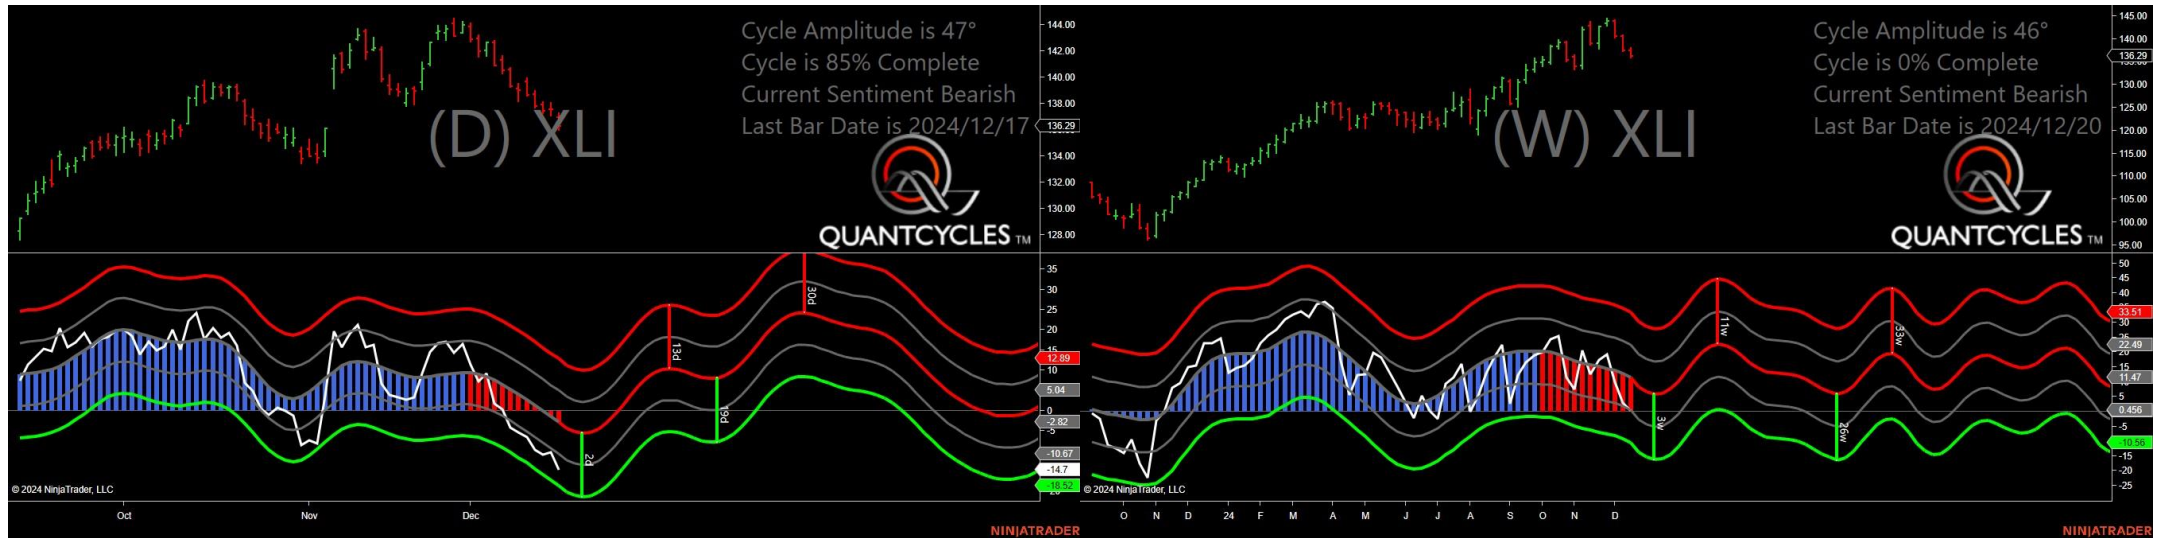 Cycle Amplitude is 47°
Cycle is 85% Complete
Current Sentiment Bearish
Last Bar Date is 2024/12/17
(D) XLI
QUANTCYCLES TM
144.00
142.00
140.00
138.00
136.29
134.00
132.00
130.00
128.00
35
30
25
20
15
12.89
10
5.04
0
-2.82
-5
-10.67
-14.7
-18.52
2d
13d
19d
30d
© 2024 NinjaTrader, LLC
Oct Nov Dec
NINJATRADER
Cycle Amplitude is 46°
Cycle is 0% Complete
Current Sentiment Bearish
Last Bar Date is 2024/12/20
(W) XLI
QUANTCYCLES TM
145.00
140.00
136.29
130.00
125.00
120.00
115.00
110.00
105.00
100.00
95.00
50
45
40
33.51
30
22.49
20
11.47
5
0.456
-5
-10.56
-15
-20
-25
3w
11w
26w
33w
© 2024 NinjaTrader, LLC
O N D 24 F M A M J J A S O N D
NINJATRADER